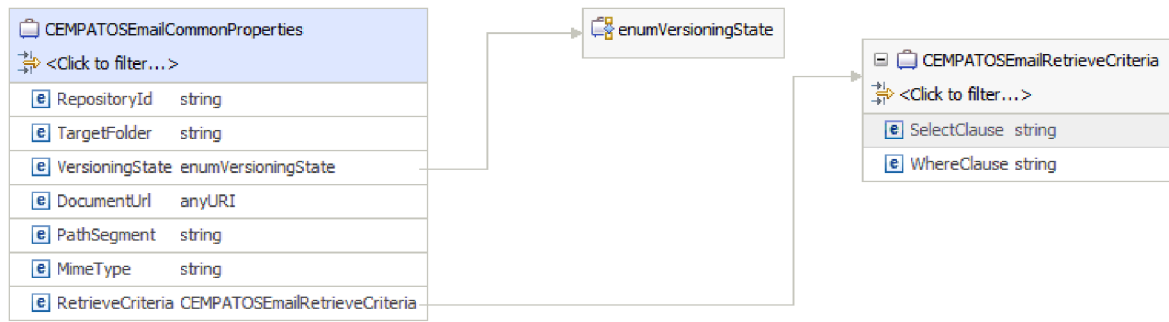 CEMPATOSEmailCommonProperties
<Click to filter...>
e RepositoryId string
e TargetFolder string
e VersioningState enumVersioningState
e DocumentUrl anyURI
e PathSegment string
e MimeType string
e RetrieveCriteria CEMPATOSEmailRetrieveCriteria
enumVersioningState
CEMPATOSEmailRetrieveCriteria
<Click to filter...>
e SelectClause string
e WhereClause string